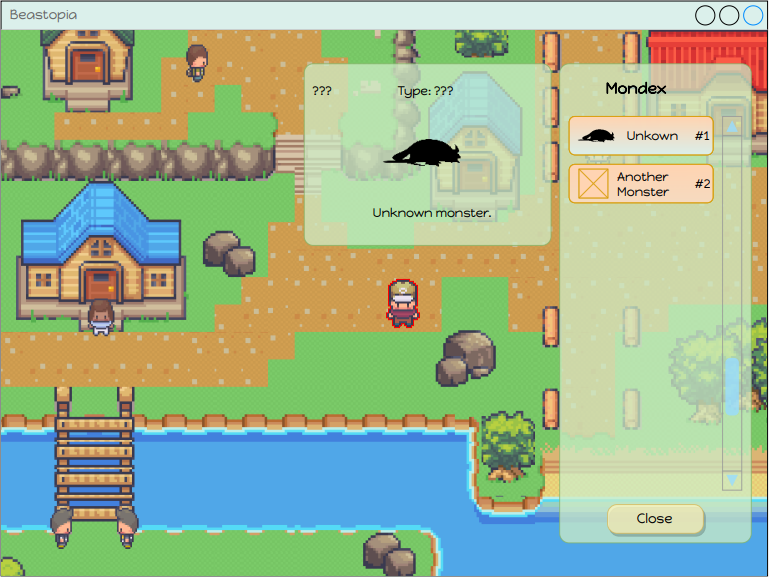 Beastopia
???
Type: ???
Unknown monster.
Mondex
Unkown #1
Another
Monster
#2
Close